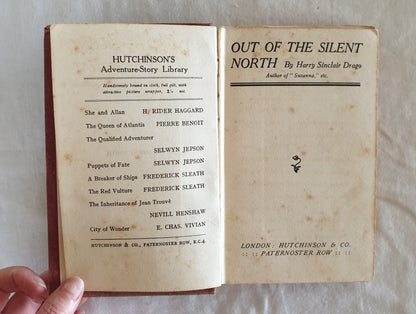 HUTCHINSON'S
Adventure-Story Library
Handsomely bound in cloth, full gilt, with
attractive picture wrapper, 2/- net.
She and Allan H. RIDER HAGGARD
The Queen of Atlantis PIERRE BENOIT
The Qualified Adventurer
SELWYN JEPSON
Puppets of Fate SELWYN JEPSON
A Breaker of Ships FREDERICK SLEATH
The Red Vulture FREDERICK SLEATH
The Inheritance of Jean Trouvé
NEVILL HENSHAW
City of Wonder E. CHAS. VIVIAN
HUTCHINSON & CO., PATERNOSTER ROW, E.C.4.
OUT OF THE SILENT
NORTH By Harry Sinclair Drago
Author of "Suzanna," etc.
LONDON: HUTCHINSON & CO.
:: :: PATERNOSTER ROW :: ::